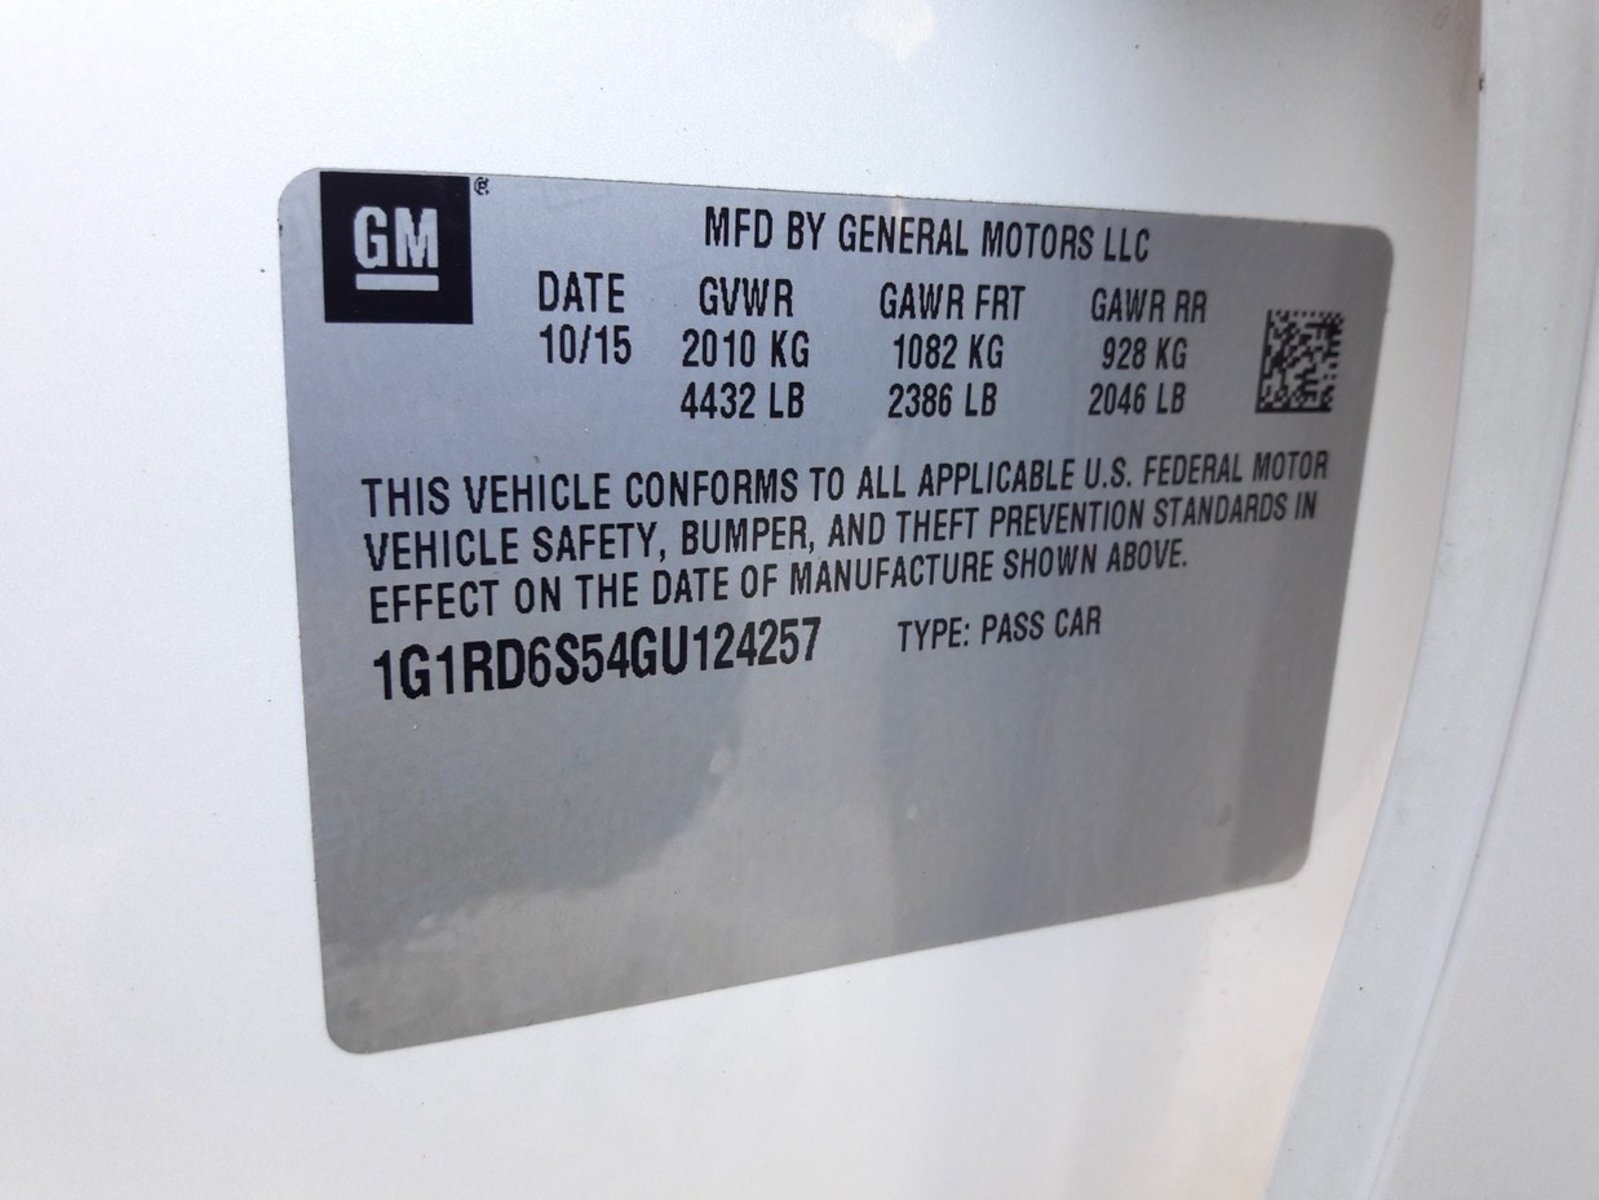 GM ®
MFD BY GENERAL MOTORS LLC
DATE GVWR GAWR FRT GAWR RR
10/15 2010 KG 1082 KG 928 KG
4432 LB 2386 LB 2046 LB
THIS VEHICLE CONFORMS TO ALL APPLICABLE U.S. FEDERAL MOTOR
VEHICLE SAFETY, BUMPER, AND THEFT PREVENTION STANDARDS IN
EFFECT ON THE DATE OF MANUFACTURE SHOWN ABOVE.
1G1RD6S54GU124257 TYPE: PASS CAR